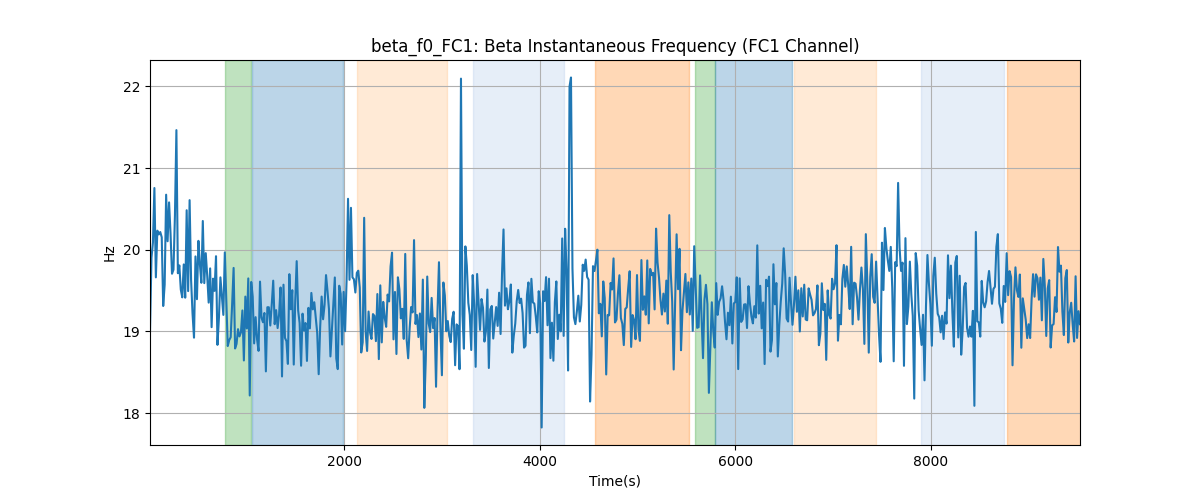 beta_f0_FC1: Beta Instantaneous Frequency (FC1 Channel)
22
21
20
19
18
Hz
2000 4000 6000 8000
Time(s)